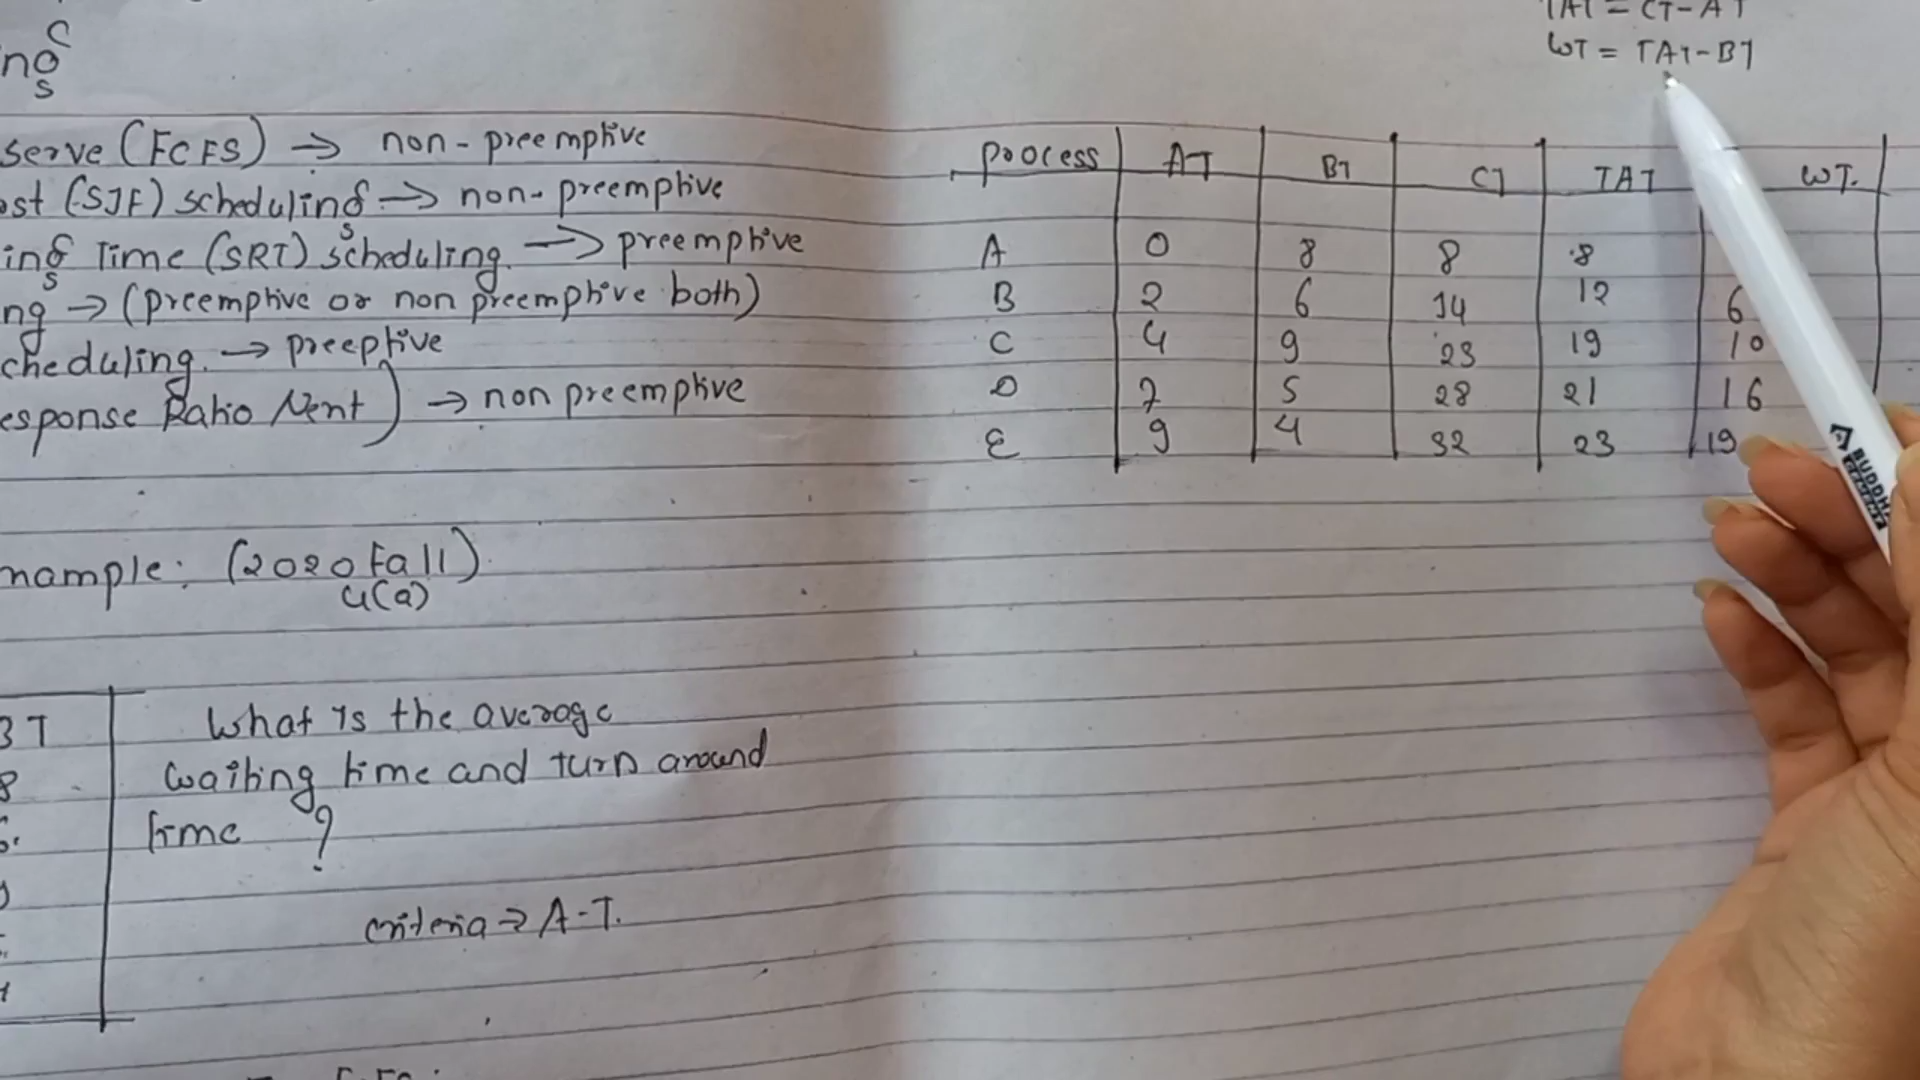 C
no
s
serve (FCFS) → non-preemptive
ost (SJF) scheduling → non-preemptive
ing Time (SRT) scheduling → preemptive
ng → (preemptive or non preemptive both)
cheduling. → preeptive
esponse Ratio Nent) → non preemptive
nample: (2020 Fall)
4(a)
BT
8
What is the average
waiting time and turn around
time ?
criteria → A-T.
TAT = CT-AT
WT = TAT-BT
process AT BT CT TAT WT.
A 0 8 8 8
B 2 6 14 12 6
C 4 9 23 19 10
D 7 5 28 21 16
E 9 4 32 23 19
BUDDHA